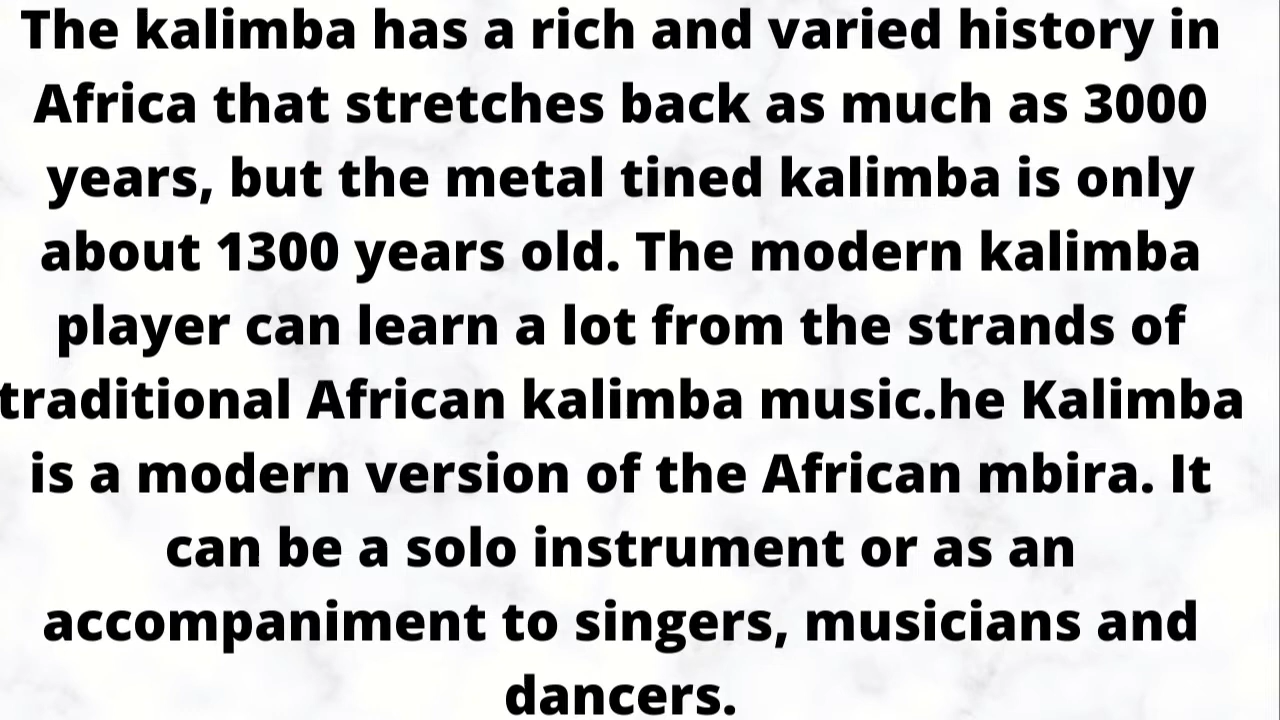 The kalimba has a rich and varied history in
Africa that stretches back as much as 3000
years, but the metal tined kalimba is only
about 1300 years old. The modern kalimba
player can learn a lot from the strands of
traditional African kalimba music.he Kalimba
is a modern version of the African mbira. It
can be a solo instrument or as an
accompaniment to singers, musicians and
dancers.